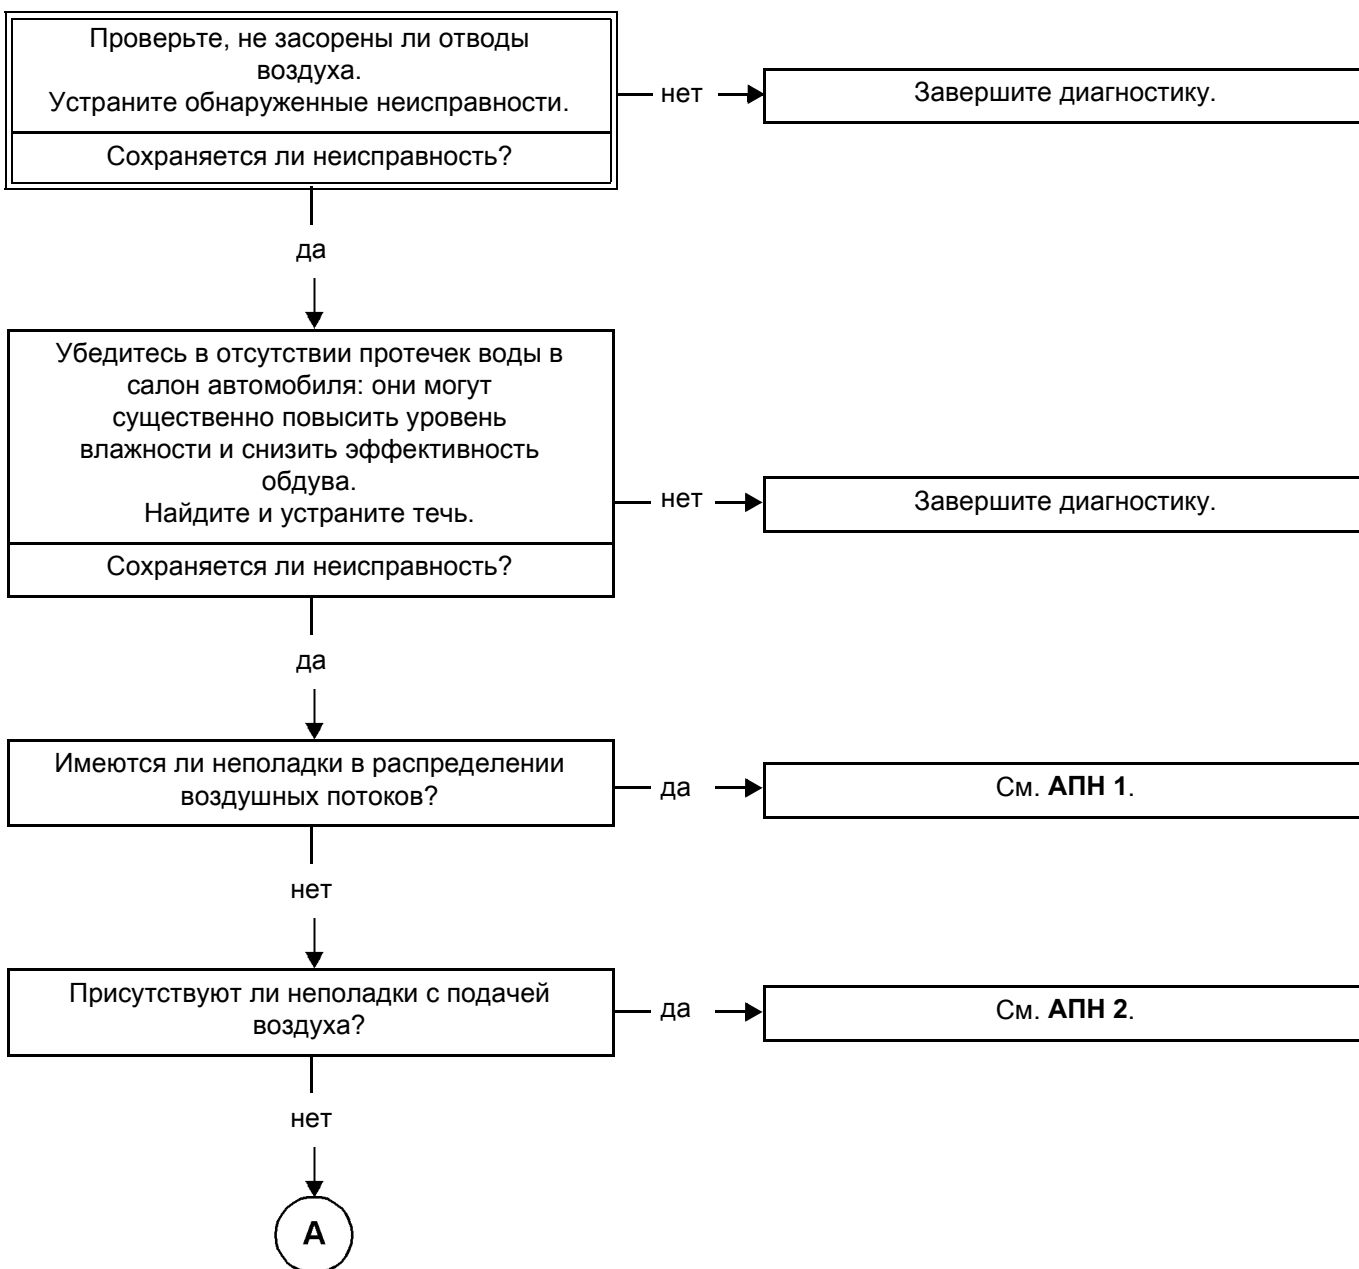 Проверьте, не засорены ли отводы
воздуха.
Устраните обнаруженные неисправности.
нет
Завершите диагностику.
Сохраняется ли неисправность?
да
Убедитесь в отсутствии протечек воды в
салон автомобиля: они могут
существенно повысить уровень
влажности и снизить эффективность
обдува.
Найдите и устраните течь.
нет
Завершите диагностику.
Сохраняется ли неисправность?
да
Имеются ли неполадки в распределении
воздушных потоков?
да
См. АПН 1.
нет
Присутствуют ли неполадки с подачей
воздуха?
да
См. АПН 2.
нет
А